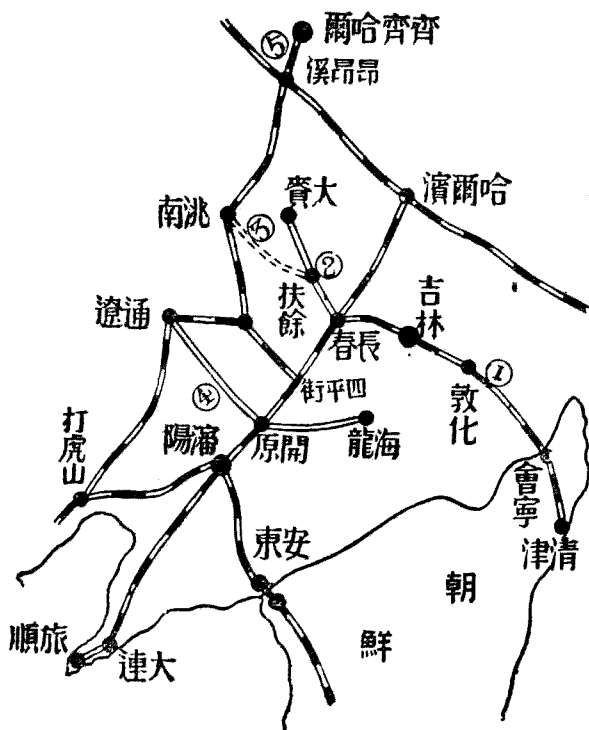 爾哈齊齊
⑤
溪昂昂
濱爾哈
南洮
賚大
③
②
扶餘
吉林
遼通
春長
街平四
①
敦化
④
打虎山
陽瀋
原開
龍海
會寧
東安
津清
朝鮮
順旅
連大